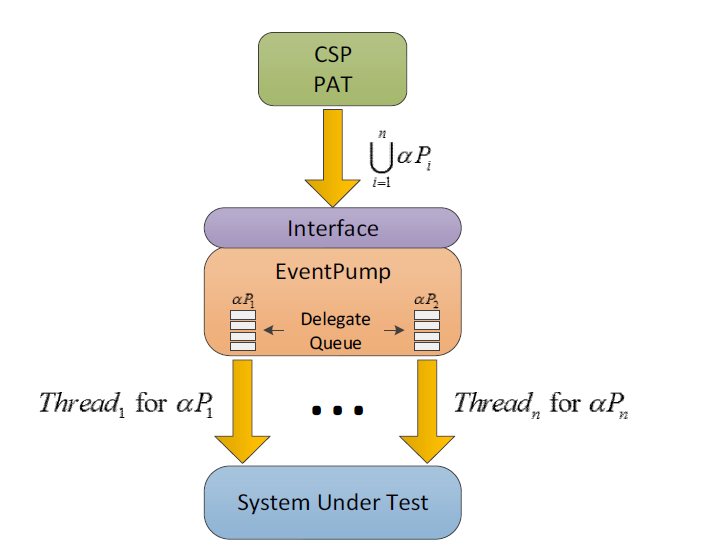 CSP
PAT
n
⋃ αP_i
i=1
Interface
EventPump
αP_1 αP_2
Delegate
Queue
Thread_1 for αP_1 ... Thread_n for αP_n
System Under Test